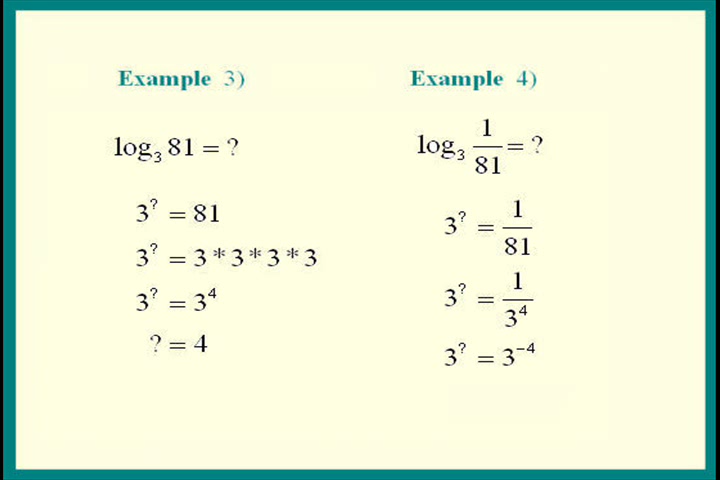 Example 3)
log₃ 81 = ?
3^? = 81
3^? = 3 * 3 * 3 * 3
3^? = 3⁴
? = 4
Example 4)
log₃ 1/81 = ?
3^? = 1/81
3^? = 1/3⁴
3^? = 3⁻⁴